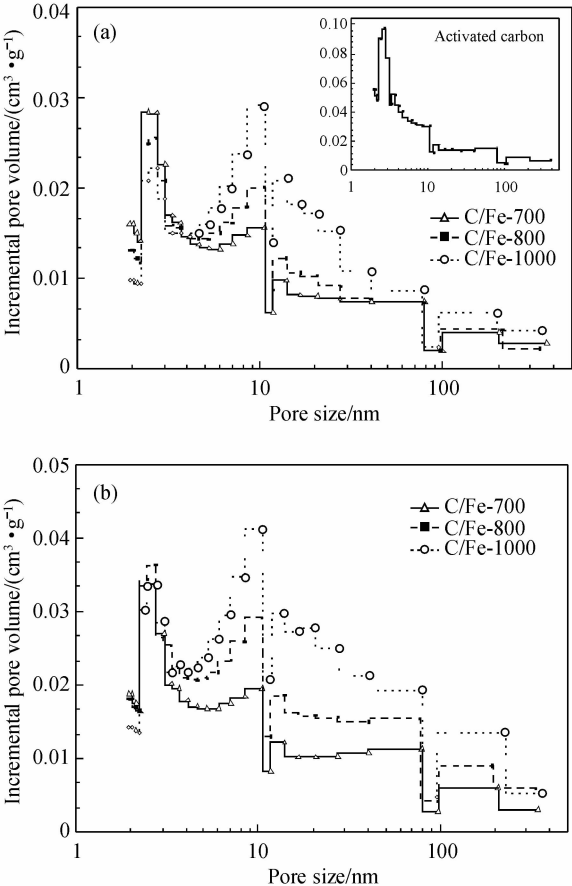 0.04
(a)
0.10
Activated carbon
0.08
0.03
0.06
0.04
0.02
0.02
0
10
100
C/Fe-700
C/Fe-800
0.01
C/Fe-1000
0
1
10
100
Pore size/nm
Incremental pore volume/(cm³•g⁻¹)
0.05
(b)
C/Fe-700
0.04
C/Fe-800
C/Fe-1000
0.03
0.02
0.01
0
1
10
100
Pore size/nm
Incremental pore volume/(cm³•g⁻¹)